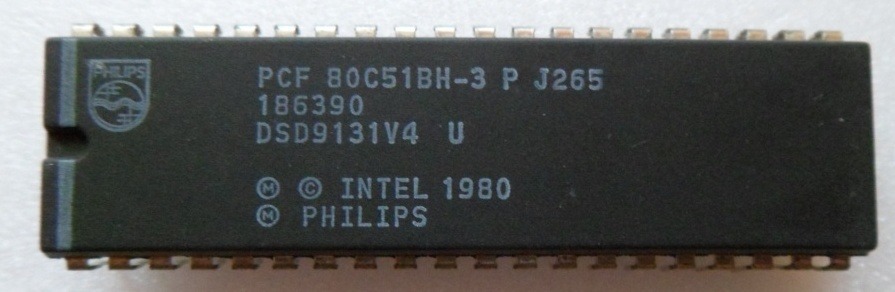 PHILIPS
PCF 80C51BH-3 P J265
186390
DSD9131V4 U
Ⓜ © INTEL 1980
Ⓜ PHILIPS